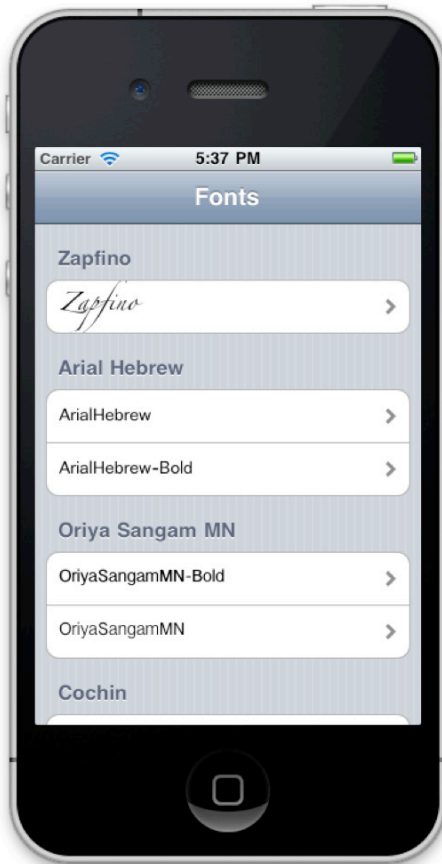 Carrier 5:37 PM
Fonts
Zapfino
Zapfino
Arial Hebrew
ArialHebrew
ArialHebrew-Bold
Oriya Sangam MN
OriyaSangamMN-Bold
OriyaSangamMN
Cochin